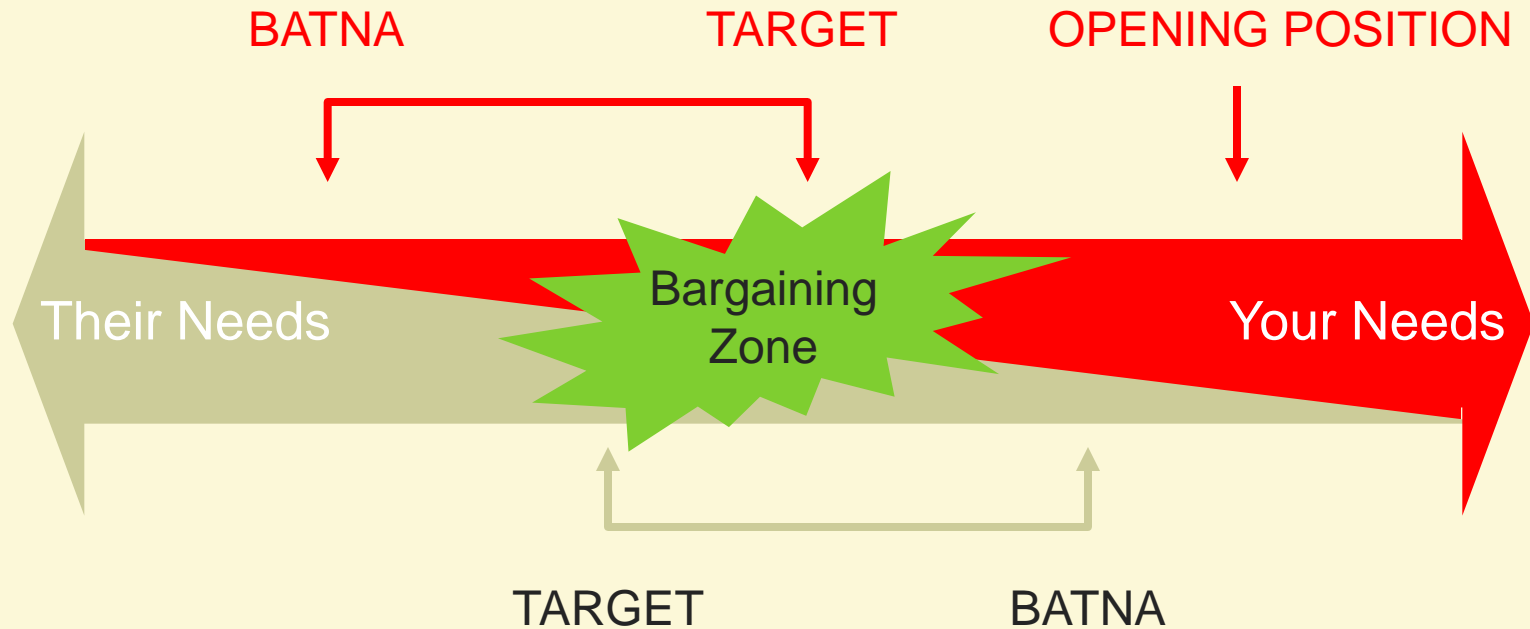 BATNA
TARGET
OPENING POSITION
Their Needs
Bargaining
Zone
Your Needs
TARGET
BATNA